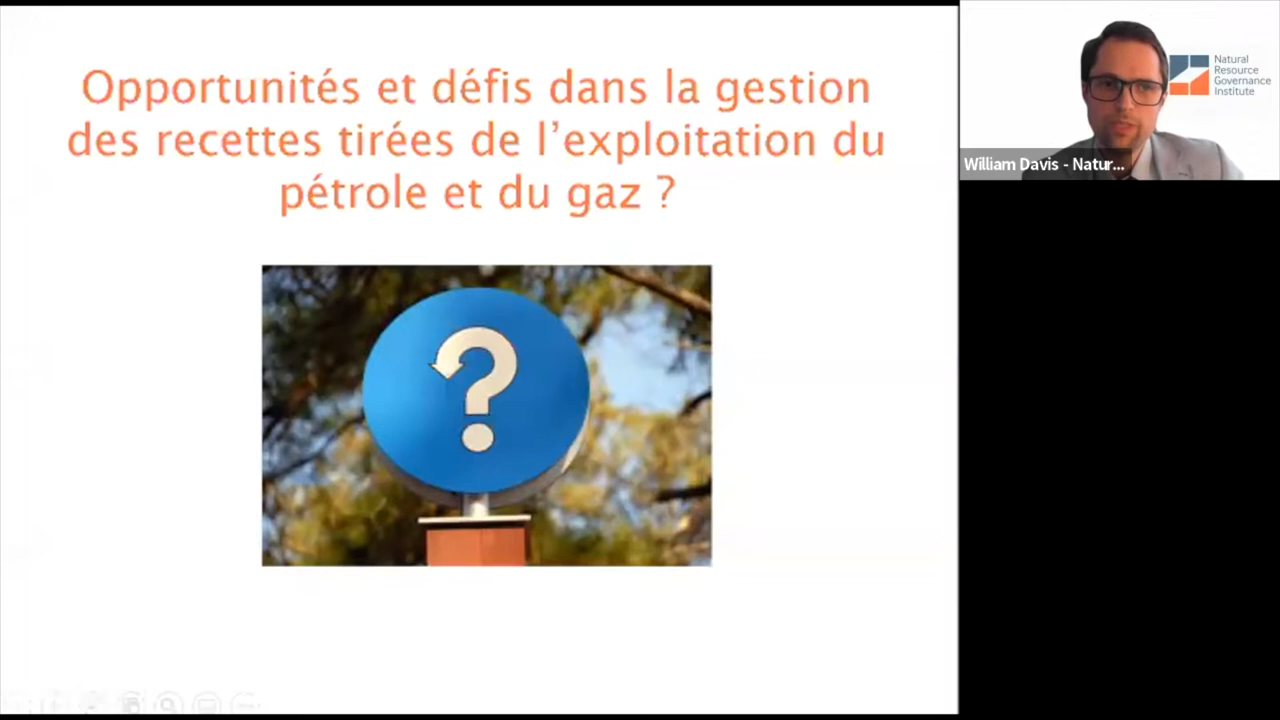 Opportunités et défis dans la gestion
des recettes tirées de l’exploitation du
pétrole et du gaz ?
?
Natural
Resource
Governance
Institute
William Davis - Natur...